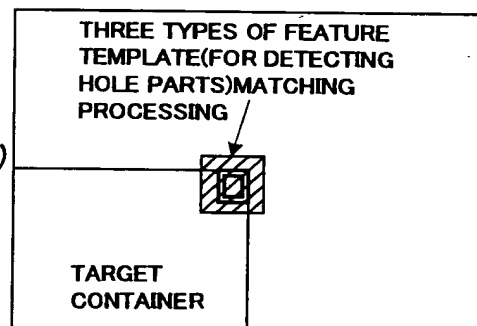 THREE TYPES OF FEATURE
TEMPLATE(FOR DETECTING
HOLE PARTS)MATCHING
PROCESSING
)
TARGET
CONTAINER